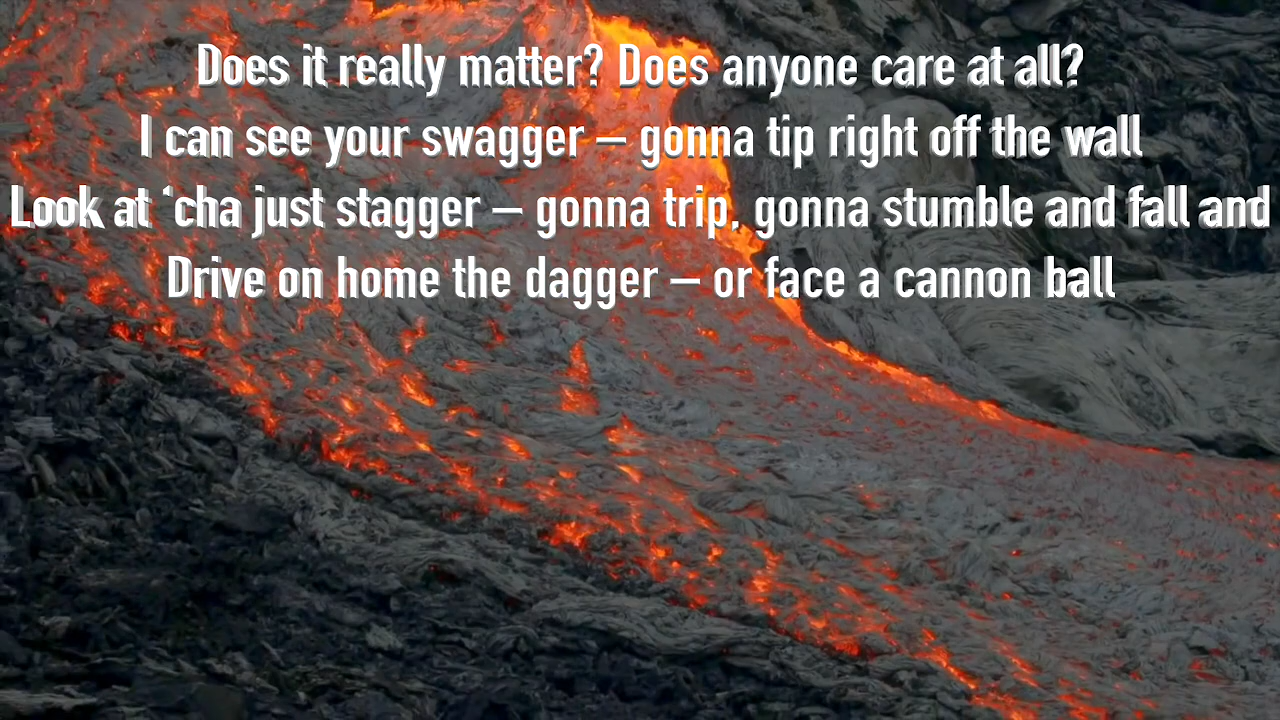 Does it really matter? Does anyone care at all?
I can see your swagger – gonna tip right off the wall
Look at ‘cha just stagger – gonna trip, gonna stumble and fall and
Drive on home the dagger – or face a cannon ball